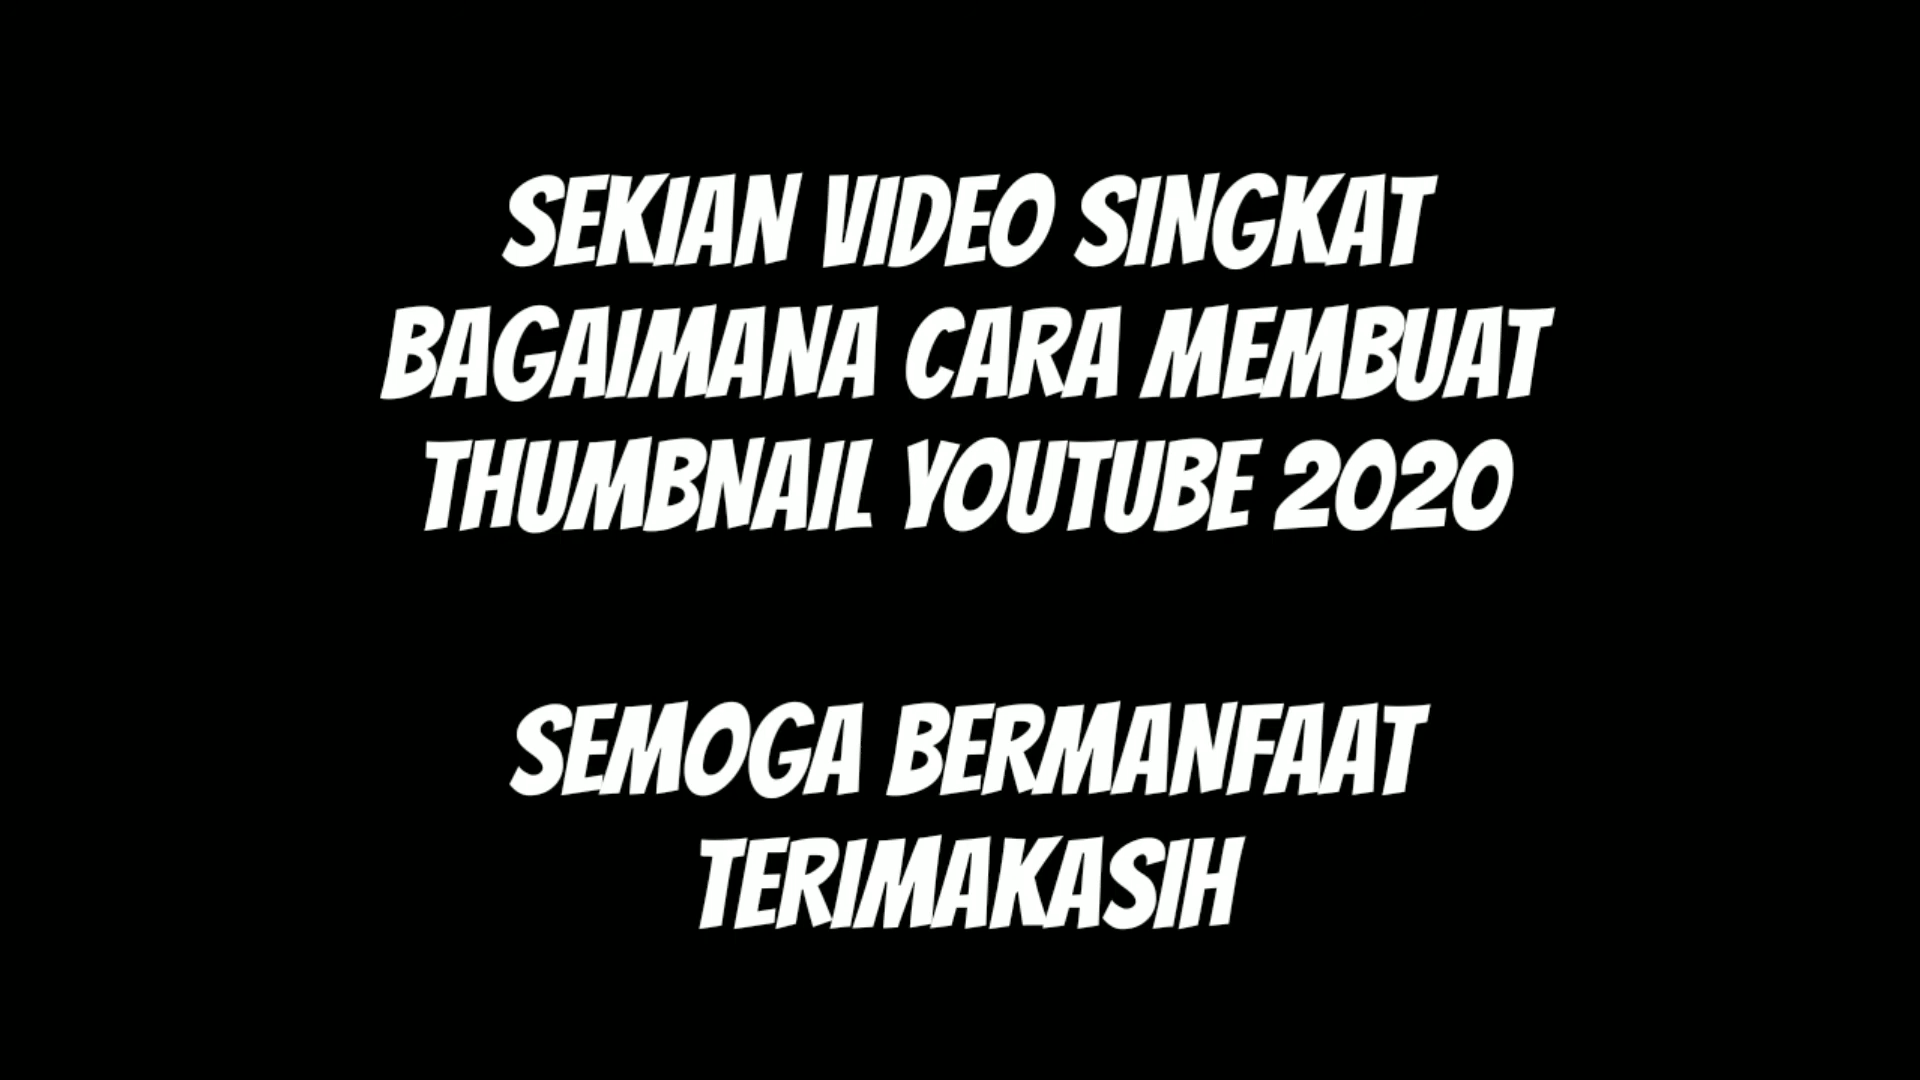 SEKIAN VIDEO SINGKAT
BAGAIMANA CARA MEMBUAT
THUMBNAIL YOUTUBE 2020
SEMOGA BERMANFAAT
TERIMAKASIH